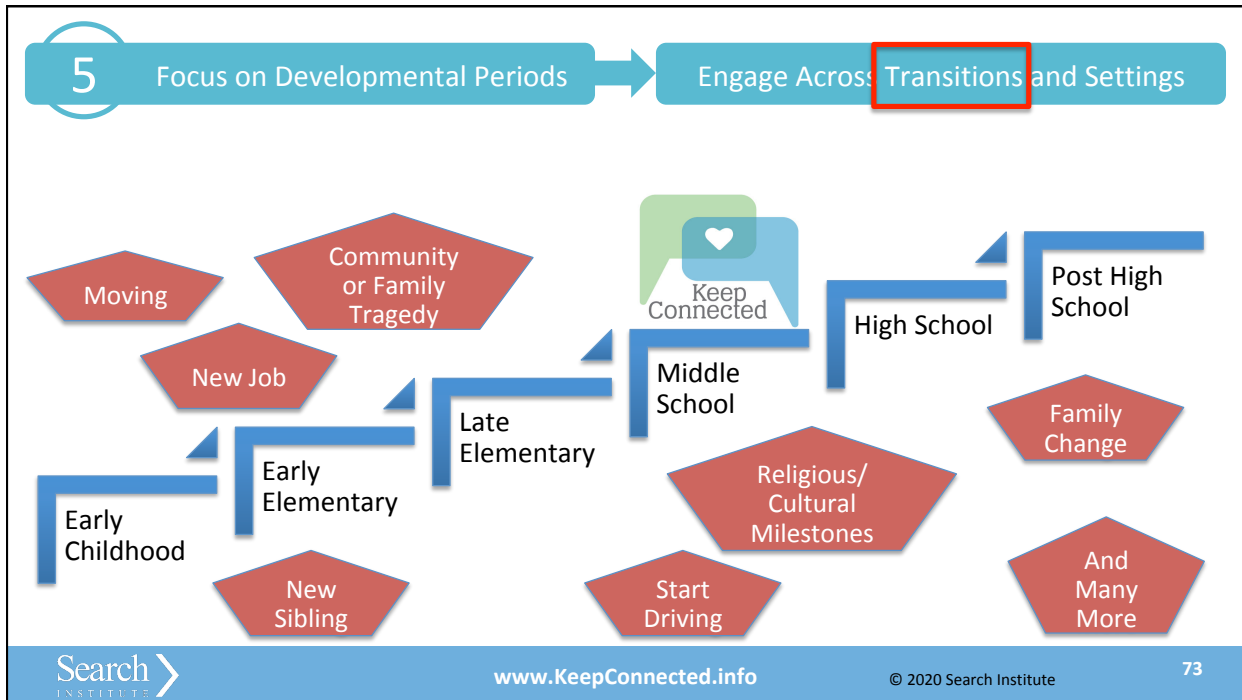 5
Focus on Developmental Periods
Engage Across Transitions and Settings
Moving
Community
or Family
Tragedy
New Job
Keep
Connected
Early
Childhood
Early
Elementary
Late
Elementary
Middle
School
High School
Post High
School
Family
Change
Religious/
Cultural
Milestones
New
Sibling
Start
Driving
And
Many
More
Search
INSTITUTE
www.KeepConnected.info
© 2020 Search Institute
73